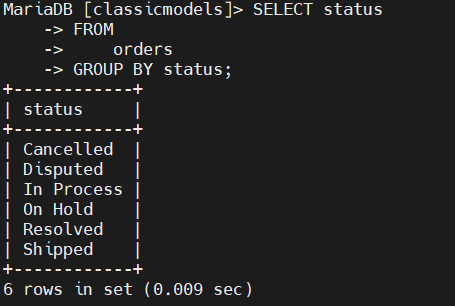 MariaDB [classicmodels]> SELECT status
    -> FROM
    ->     orders
    -> GROUP BY status;
+------------+
| status     |
+------------+
| Cancelled  |
| Disputed   |
| In Process |
| On Hold    |
| Resolved   |
| Shipped    |
+------------+
6 rows in set (0.009 sec)